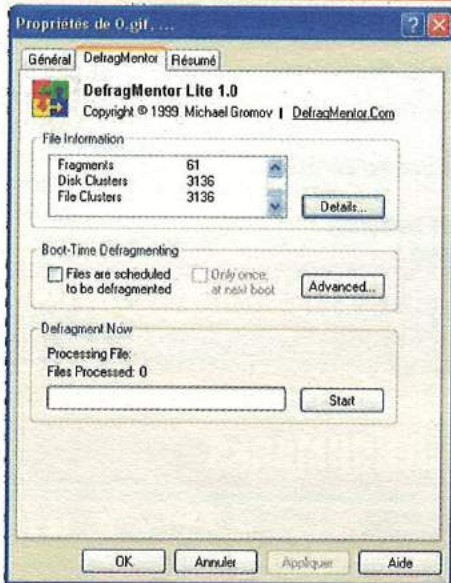 Propriétés de 0.gif, ...
Général DefragMentor Résumé
DefragMentor Lite 1.0
Copyright © 1999 Michael Gromov | DefragMentor.Com
File Information
Fragments 61
Disk Clusters 3136
File Clusters 3136
Details...
Boot-Time Defragmenting
Files are scheduled
to be defragmented
Only once,
at next boot
Advanced...
Defragment Now
Processing File:
Files Processed: 0
Start
OK Annuler Appliquer Aide